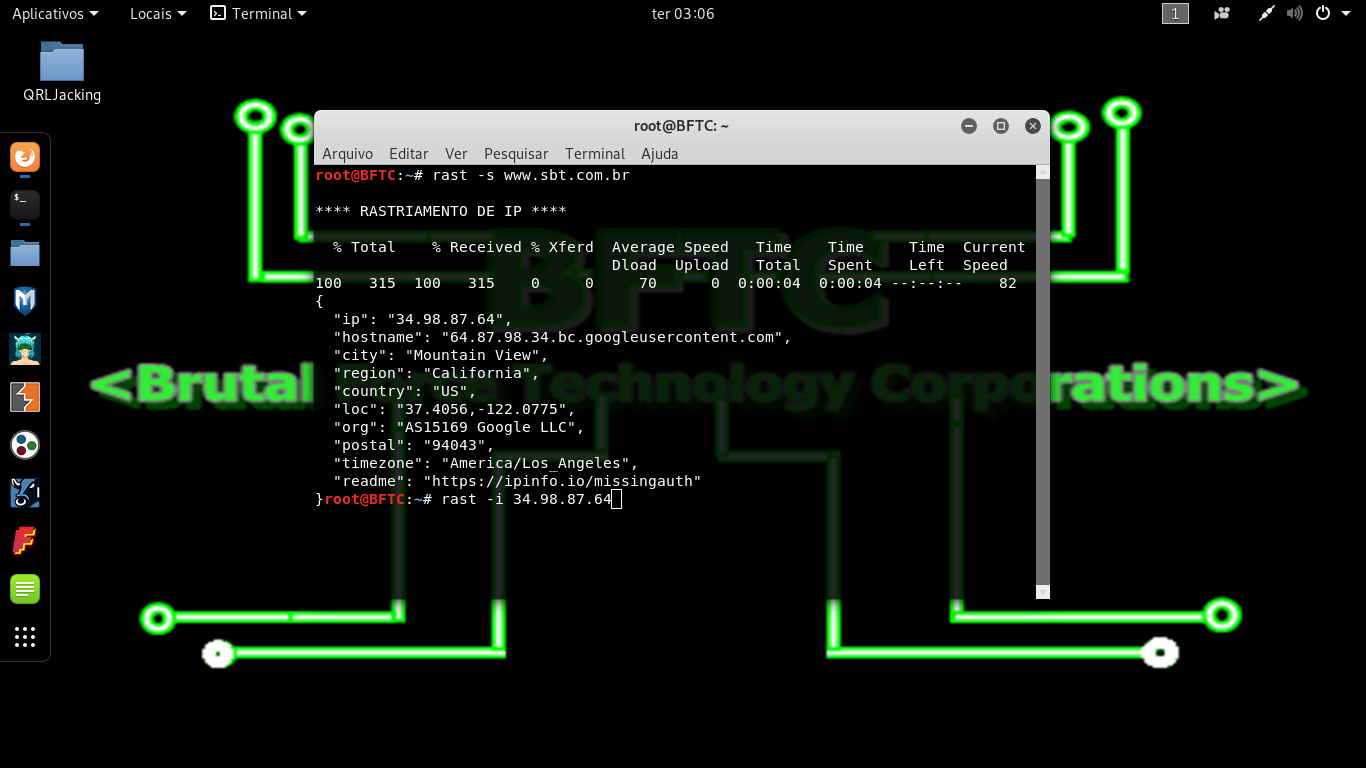 Aplicativos Locais Terminal ter 03:06 1
QRLJacking
root@BFTC: ~
Arquivo Editar Ver Pesquisar Terminal Ajuda
root@BFTC:~# rast -s www.sbt.com.br
**** RASTRIAMENTO DE IP ****
% Total % Received % Xferd Average Speed Time Time Time Current
Dload Upload Total Spent Left Speed
100 315 100 315 0 0 70 0 0:00:04 0:00:04 --:--:-- 82
{
"ip": "34.98.87.64",
"hostname": "64.87.98.34.bc.googleusercontent.com",
"city": "Mountain View",
"region": "California",
"country": "US",
"loc": "37.4056,-122.0775",
"org": "AS15169 Google LLC",
"postal": "94043",
"timezone": "America/Los_Angeles",
"readme": "https://ipinfo.io/missingauth"
}root@BFTC:~# rast -i 34.98.87.64
BFTC
<Brutal Technology Corporations>